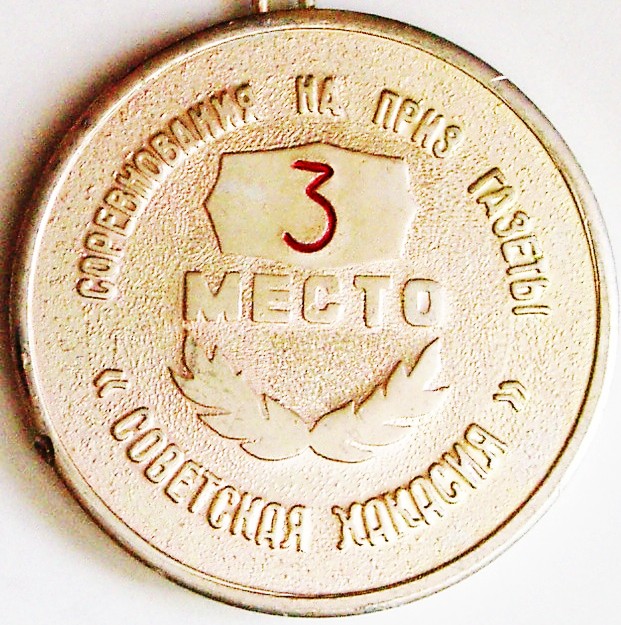 СОРЕВНОВАНИЯ НА ПРИЗ ГАЗЕТЫ
3
МЕСТО
" СОВЕТСКАЯ ХАКАСИЯ "